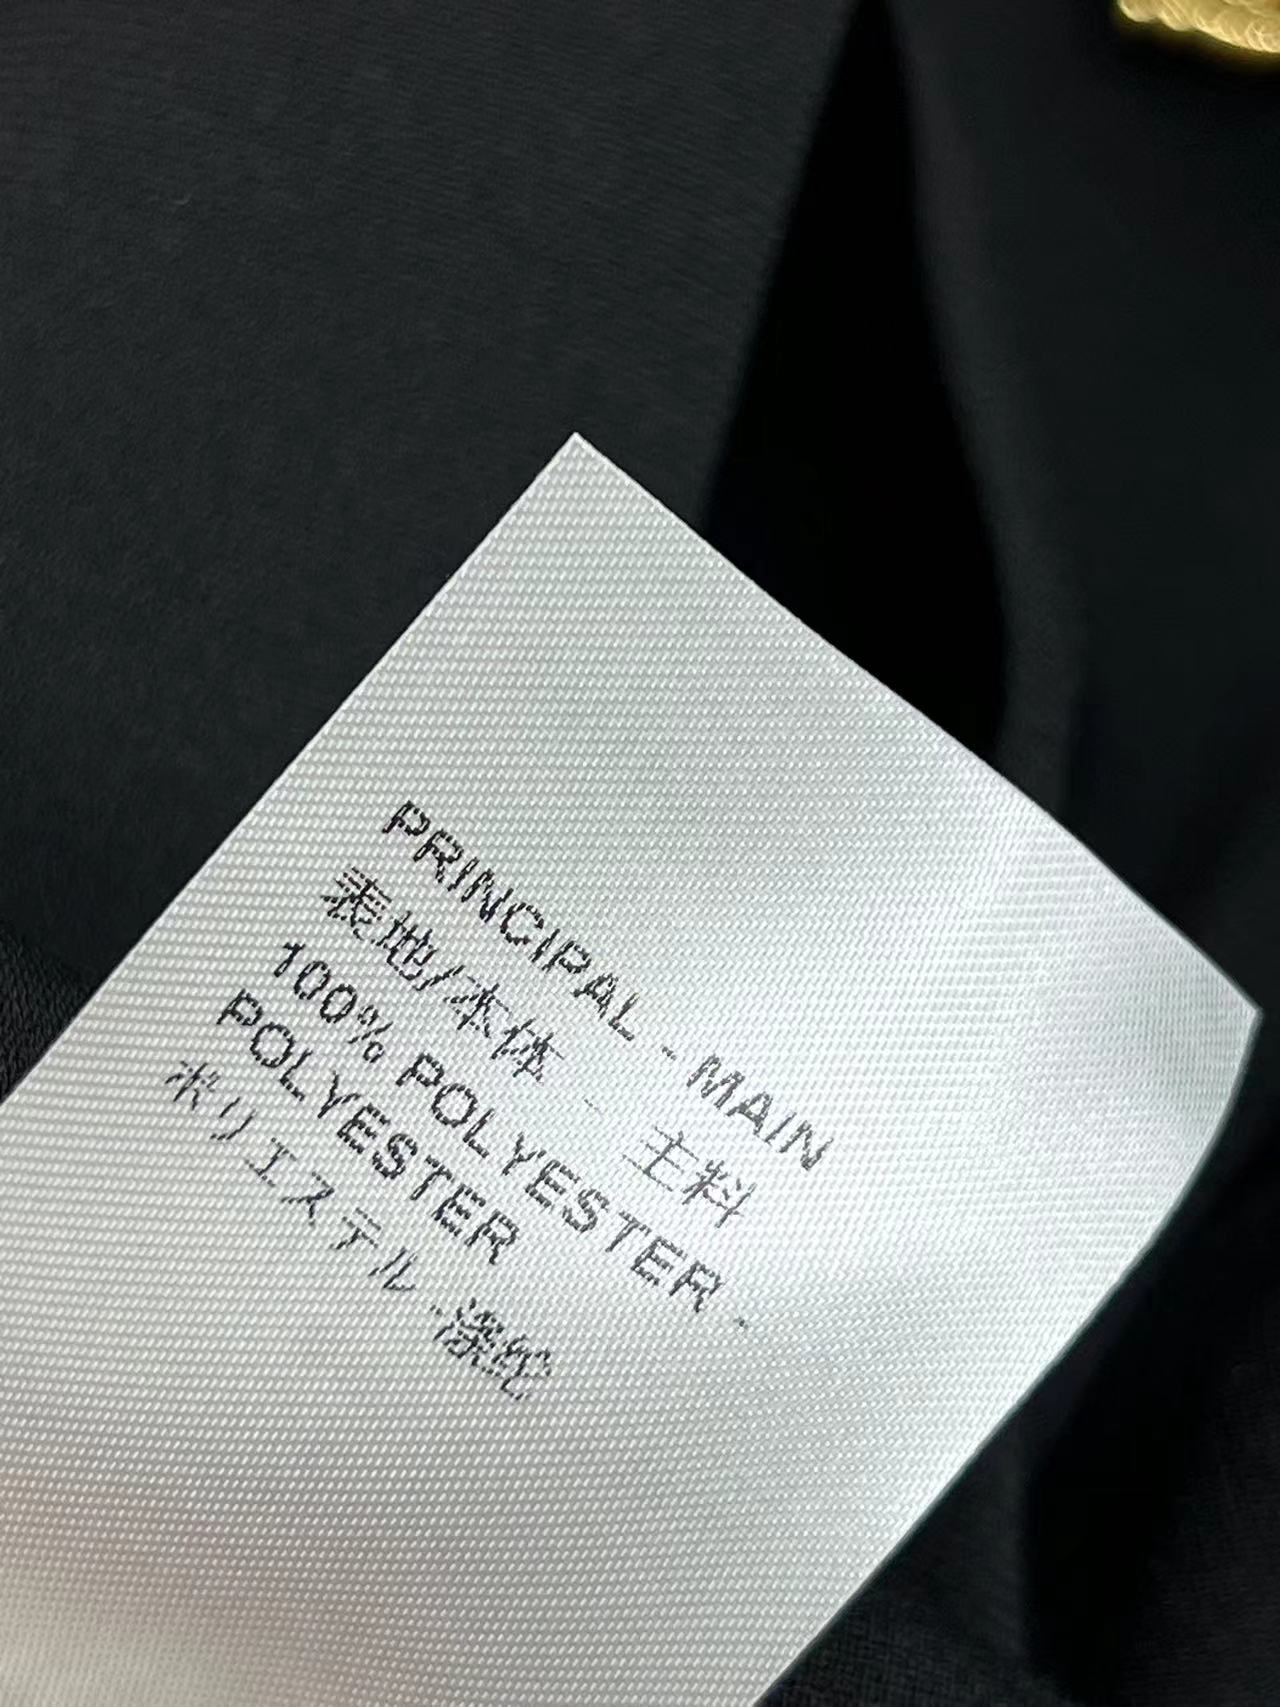 PRINCIPAL - MAIN
表地/本体 - 主料
100% POLYESTER -
POLYESTER
ポリエステル -涤纶